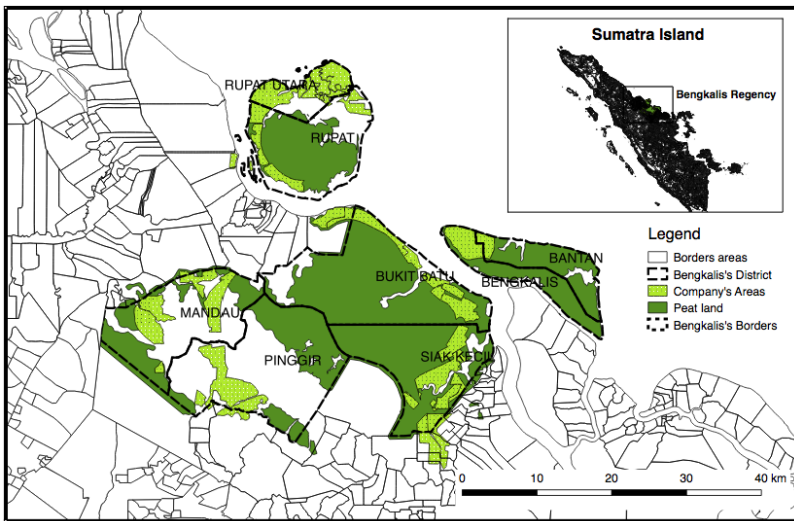 Sumatra Island
Bengkalis Regency
RUPAT UTARA
RUPAT
Legend
Borders areas
Bengkalis's District
Company's Areas
Peat land
Bengkalis's Borders
BANTAN
BENGKALIS
BUKIT BATU
MANDAU
PINGGIR
SIAK KECIL
0 10 20 30 40 km